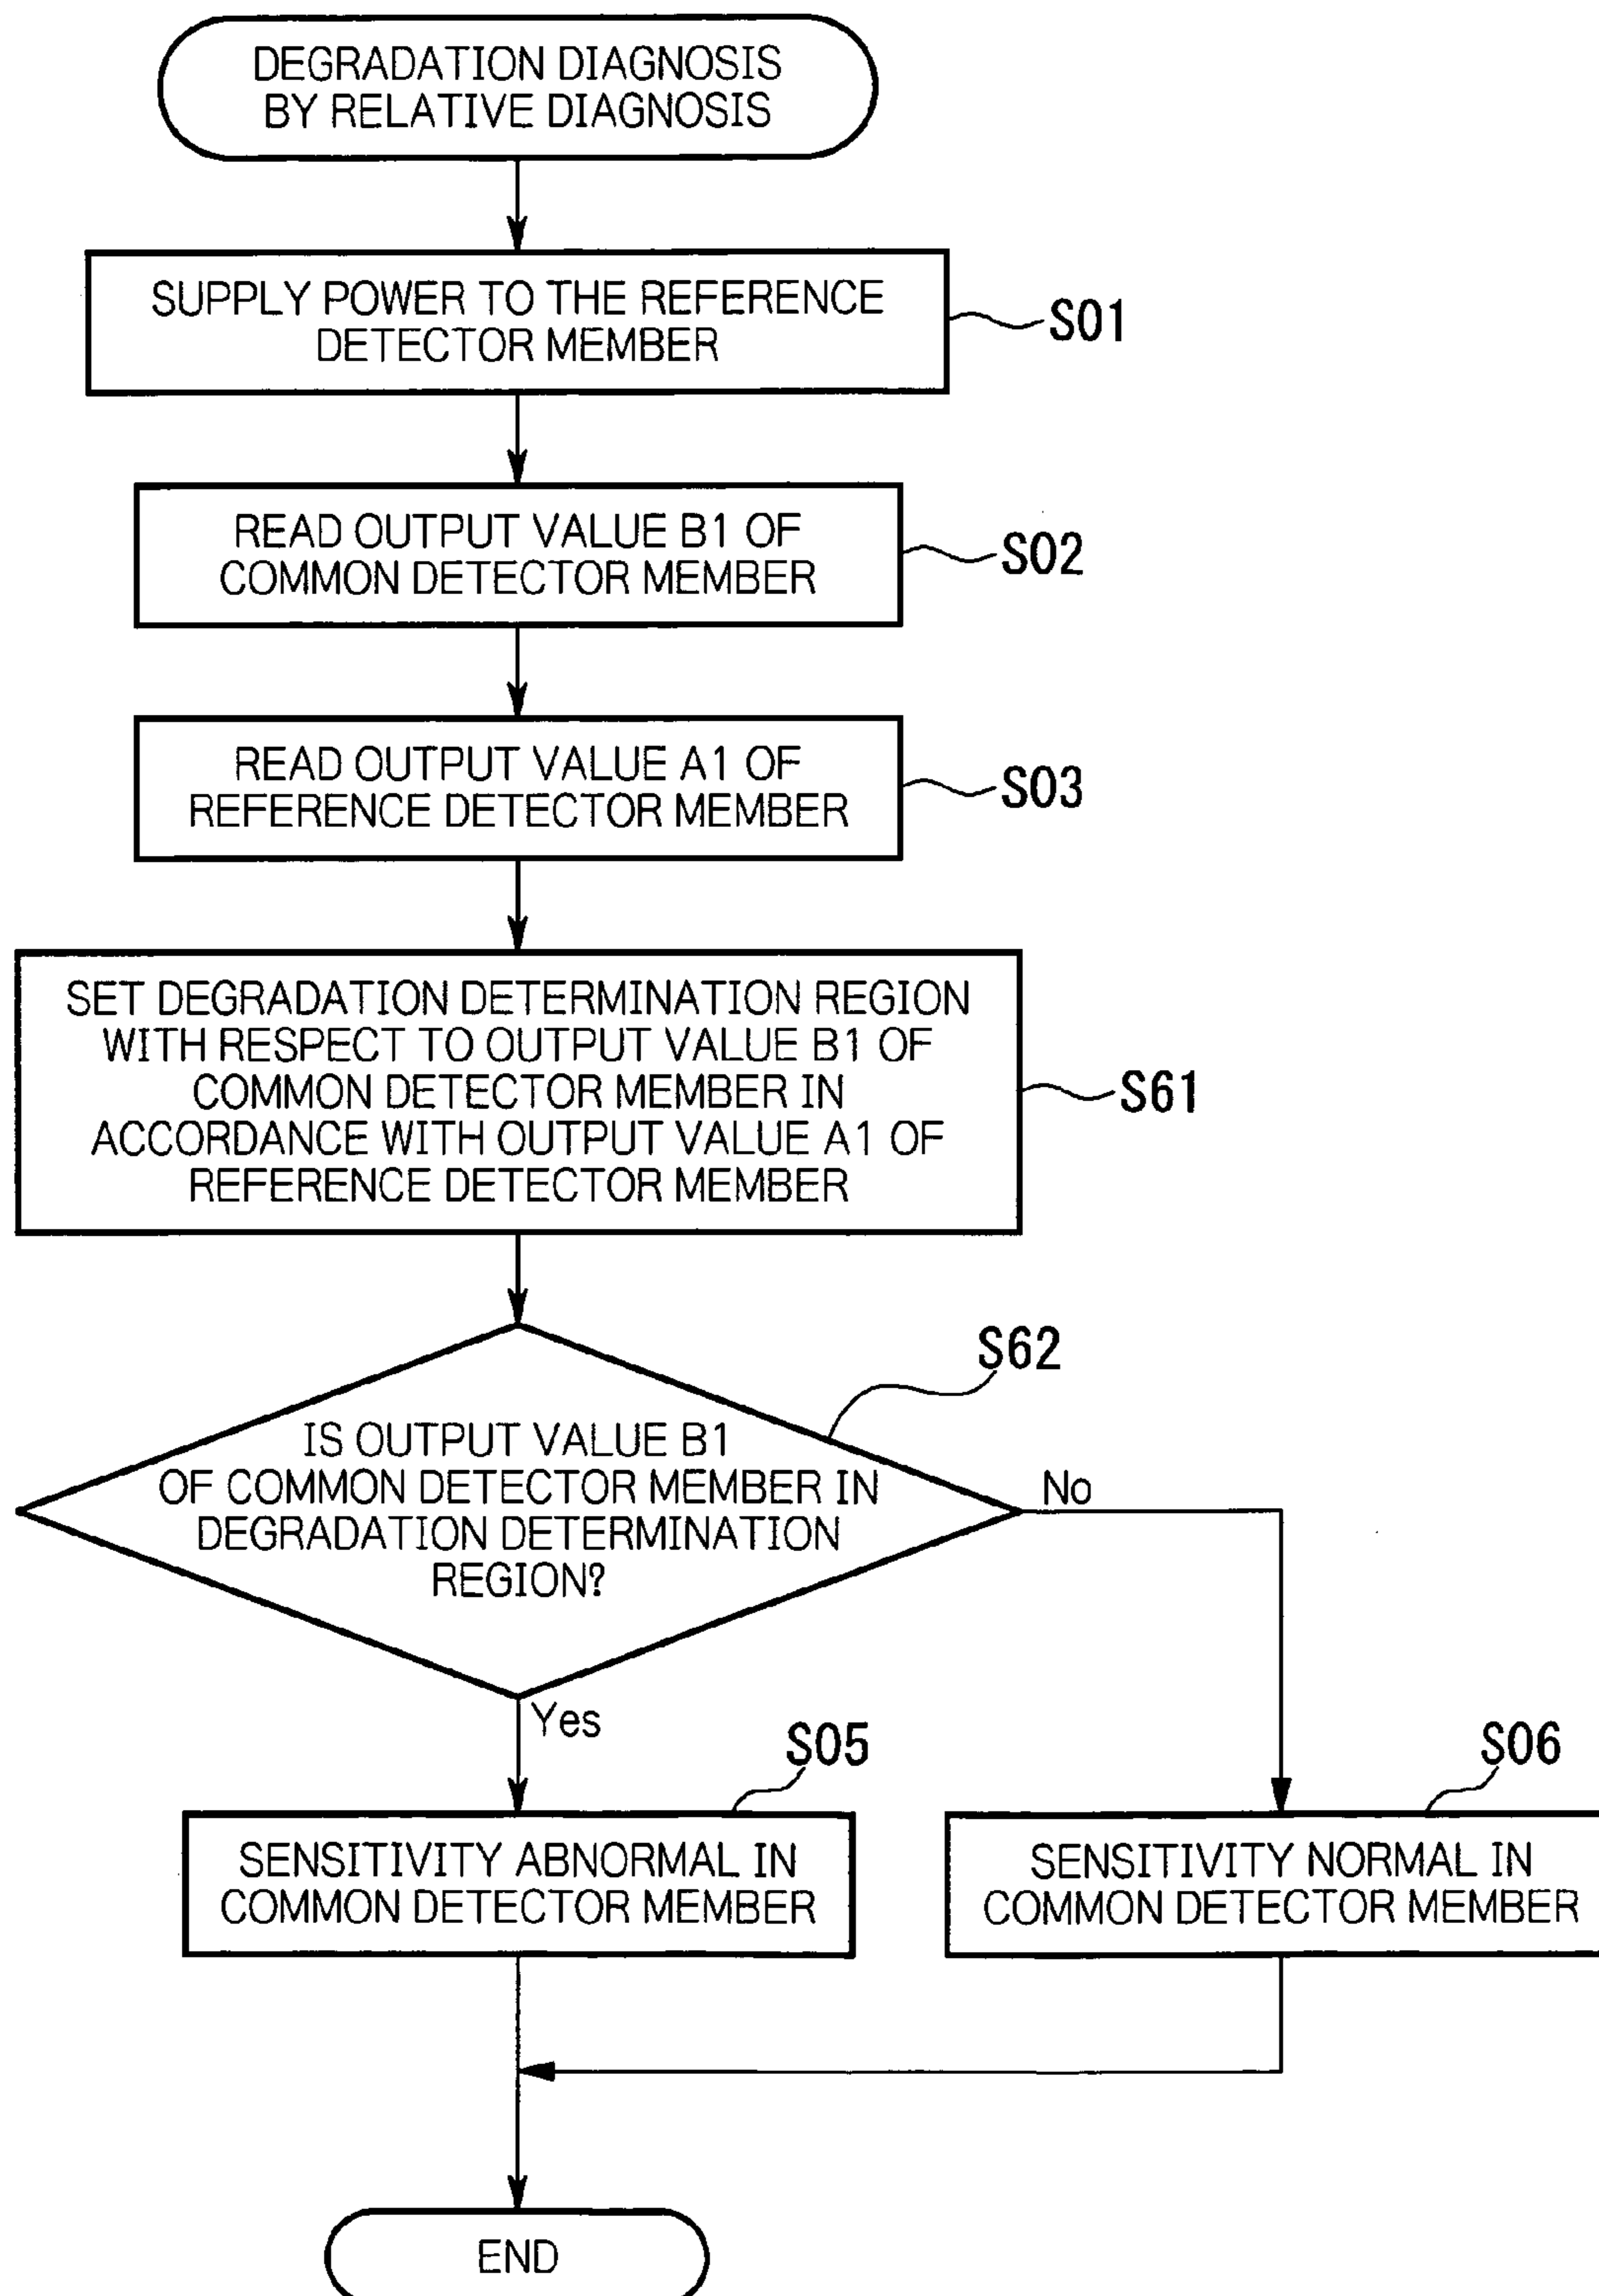 DEGRADATION DIAGNOSIS
BY RELATIVE DIAGNOSIS
SUPPLY POWER TO THE REFERENCE
DETECTOR MEMBER
S01
READ OUTPUT VALUE B1 OF
COMMON DETECTOR MEMBER
S02
READ OUTPUT VALUE A1 OF
REFERENCE DETECTOR MEMBER
S03
SET DEGRADATION DETERMINATION REGION
WITH RESPECT TO OUTPUT VALUE B1 OF
COMMON DETECTOR MEMBER IN
ACCORDANCE WITH OUTPUT VALUE A1 OF
REFERENCE DETECTOR MEMBER
S61
S62
IS OUTPUT VALUE B1
OF COMMON DETECTOR MEMBER IN
DEGRADATION DETERMINATION
REGION?
No
Yes
S05
SENSITIVITY ABNORMAL IN
COMMON DETECTOR MEMBER
S06
SENSITIVITY NORMAL IN
COMMON DETECTOR MEMBER
END